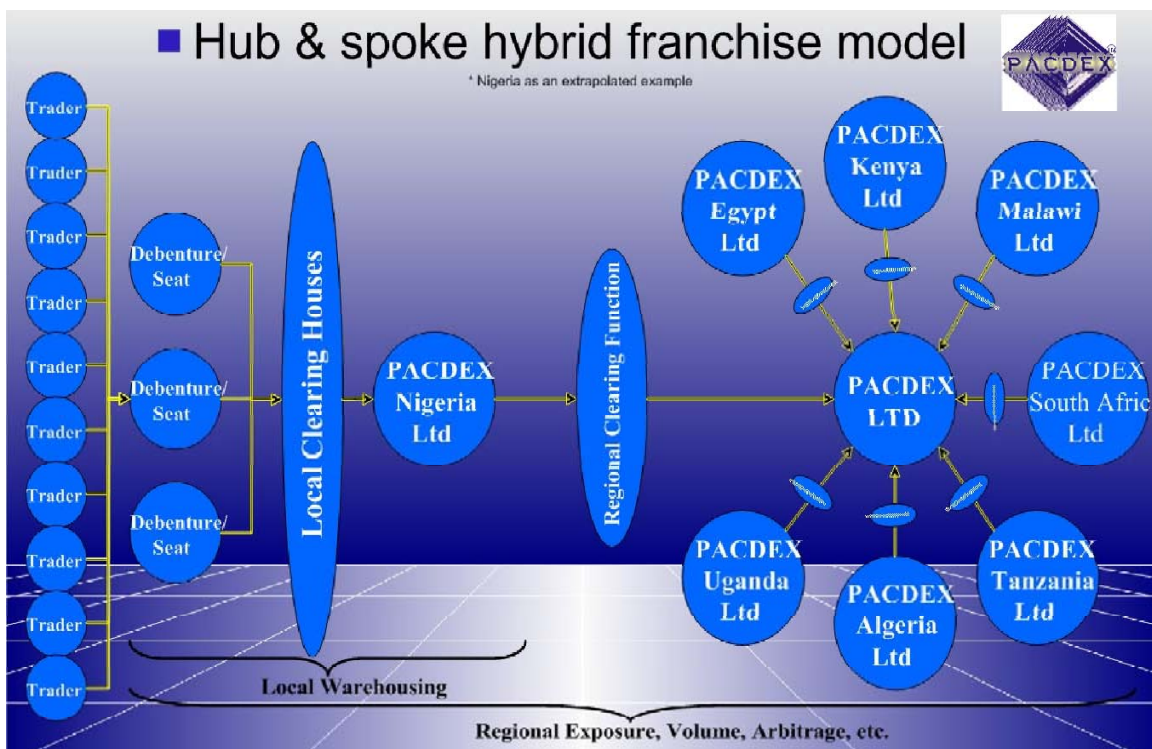 Hub & spoke hybrid franchise model
* Nigeria as an extrapolated example
PACDEX
®
Trader
Trader
Trader
Trader
Trader
Trader
Trader
Trader
Trader
Trader
Debenture/
Seat
Debenture/
Seat
Debenture/
Seat
Local Clearing Houses
PACDEX
Nigeria
Ltd
Regional Clearing Function
PACDEX
Egypt
Ltd
PACDEX
Kenya
Ltd
PACDEX
Malawi
Ltd
PACDEX
LTD
PACDEX
South Afric
Ltd
PACDEX
Uganda
Ltd
PACDEX
Algeria
Ltd
PACDEX
Tanzania
Ltd
Local Warehousing
Regional Exposure, Volume, Arbitrage, etc.